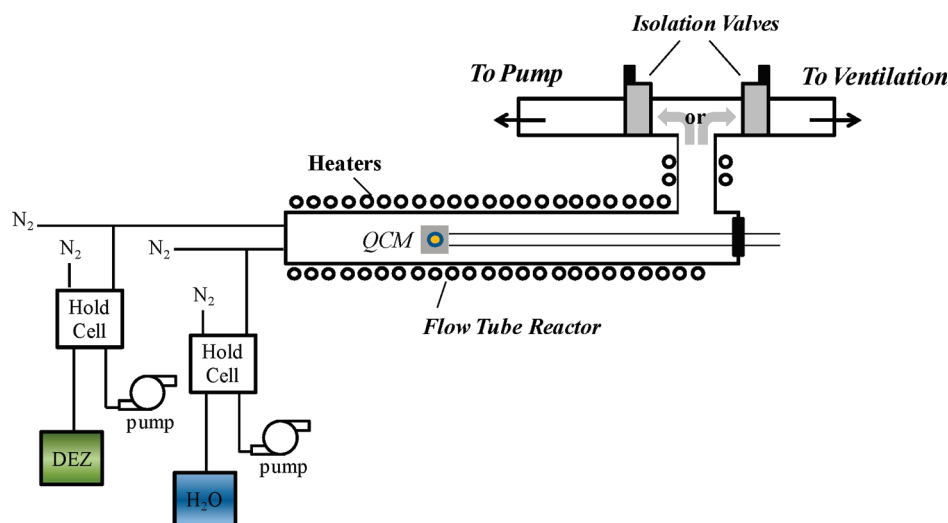 Isolation Valves
To Pump
To Ventilation
or
Heaters
N₂
QCM
N₂
N₂
Hold
Cell
N₂
Flow Tube Reactor
Hold
Cell
pump
DEZ
pump
H₂O